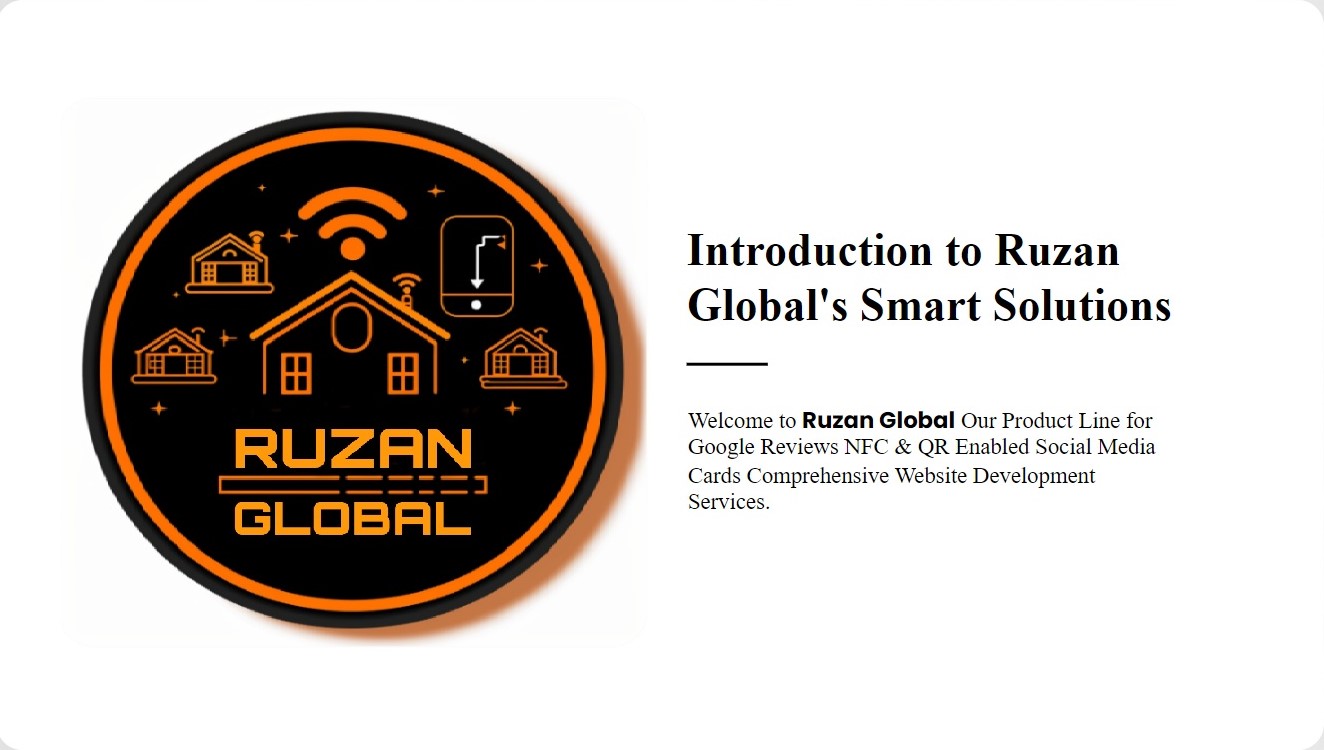 RUZAN
GLOBAL
Introduction to Ruzan
Global's Smart Solutions
Welcome to Ruzan Global Our Product Line for
Google Reviews NFC & QR Enabled Social Media
Cards Comprehensive Website Development
Services.